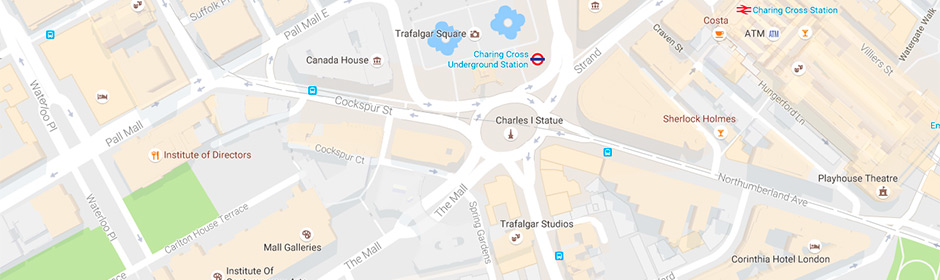 Suffolk Pl
Pall Mall E
Trafalgar Square
Charing Cross
Underground Station
Charing Cross Station
Costa
ATM
ATM
Craven St
Villiers St
Watergate Walk
Strand
Canada House
Waterloo Pl
Hungerford Ln
Cockspur St
Charles I Statue
Sherlock Holmes
Em
Pall Mall
Institute of Directors
Cockspur Ct
Playhouse Theatre
Northumberland Ave
The Mall
Waterloo Pl
Carlton House Terrace
Spring Gardens
Trafalgar Studios
Mall Galleries
The Mall
Corinthia Hotel London
Institute Of